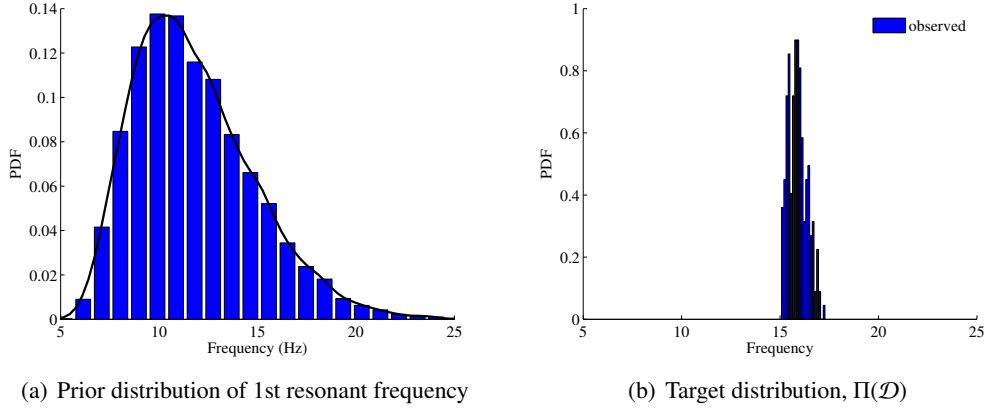 0.14
0.12
0.1
0.08
0.06
0.04
0.02
0
PDF
5 10 15 20 25
Frequency (Hz)
(a) Prior distribution of 1st resonant frequency
1
0.8
0.6
0.4
0.2
0
PDF
observed
5 10 15 20 25
Frequency
(b) Target distribution, Π(𝒟)